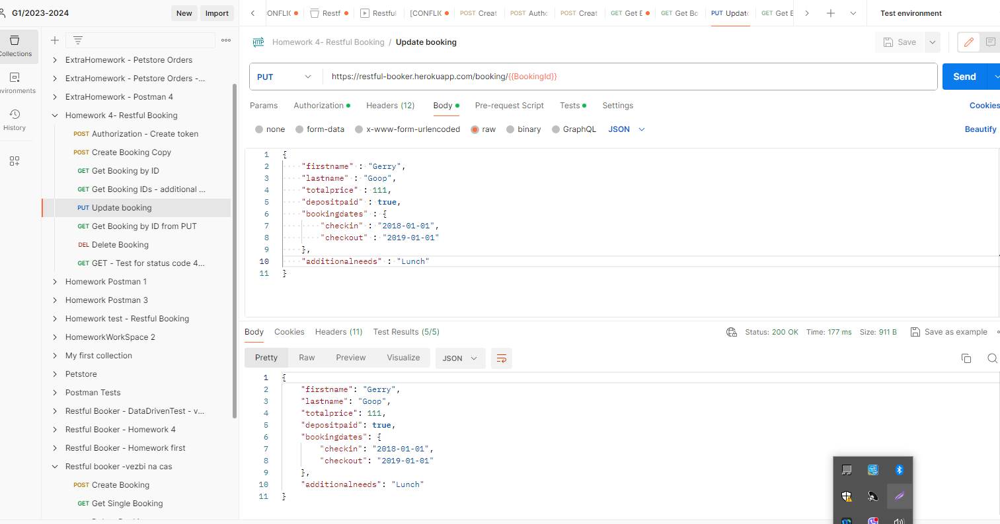 G1/2023-2024
New
Import
Collections
Environments
History
ExtraHomework - Petstore Orders
ExtraHomework - Petstore Orders -...
ExtraHomework - Postman 4
Homework 4- Restful Booking
POST Authorization - Create token
POST Create Booking Copy
GET Get Booking by ID
GET Get Booking IDs - additional ...
PUT Update booking
GET Get Booking by ID from PUT
DEL Delete Booking
GET GET - Test for status code 4...
Homework Postman 1
Homework Postman 3
Homework test - Restful Booking
HomeworkWorkSpace 2
My first collection
Petstore
Postman Tests
Restful Booker - DataDrivenTest - v...
Restful Booker - Homework 4
Restful Booker - Homework first
Restful booker -vezbi na cas
POST Create Booking
GET Get Single Booking
CONFLIC
Restf
Restful
[CONFLIC
POST Creat
POST Autho
POST Creat
GET Get E
GET Get Bo
PUT Update
GET Get E
Test environment
HTTP Homework 4- Restful Booking / Update booking
Save
PUT
https://restful-booker.herokuapp.com/booking/{{BookingId}}
Send
Params
Authorization
Headers (12)
Body
Pre-request Script
Tests
Settings
Cookies
none
form-data
x-www-form-urlencoded
raw
binary
GraphQL
JSON
Beautify
1 {
2 "firstname" : "Gerry",
3 "lastname" : "Goop",
4 "totalprice" : 111,
5 "depositpaid" : true,
6 "bookingdates" : {
7 "checkin" : "2018-01-01",
8 "checkout" : "2019-01-01"
9 },
10 "additionalneeds" : "Lunch"
11 }
Body
Cookies
Headers (11)
Test Results (5/5)
Status: 200 OK
Time: 177 ms
Size: 911 B
Save as example
Pretty
Raw
Preview
Visualize
JSON
1 {
2 "firstname": "Gerry",
3 "lastname": "Goop",
4 "totalprice": 111,
5 "depositpaid": true,
6 "bookingdates": {
7 "checkin": "2018-01-01",
8 "checkout": "2019-01-01"
9 },
10 "additionalneeds": "Lunch"
11 }